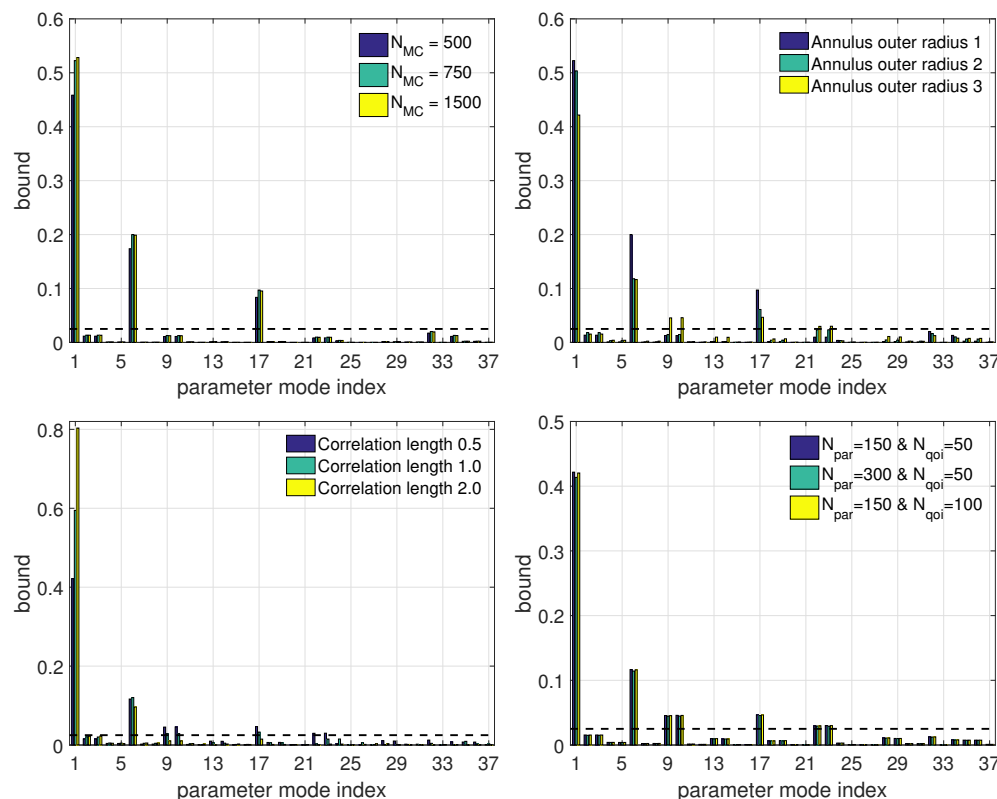 0.6
0.5
0.4
0.3
0.2
0.1
0
bound
1 5 9 13 17 21 25 29 33 37
parameter mode index
N_MC = 500
N_MC = 750
N_MC = 1500
0.6
0.5
0.4
0.3
0.2
0.1
0
bound
1 5 9 13 17 21 25 29 33 37
parameter mode index
Annulus outer radius 1
Annulus outer radius 2
Annulus outer radius 3
0.8
0.6
0.4
0.2
0
bound
1 5 9 13 17 21 25 29 33 37
parameter mode index
Correlation length 0.5
Correlation length 1.0
Correlation length 2.0
0.5
0.4
0.3
0.2
0.1
0
bound
1 5 9 13 17 21 25 29 33 37
parameter mode index
N_par=150 & N_qoi=50
N_par=300 & N_qoi=50
N_par=150 & N_qoi=100